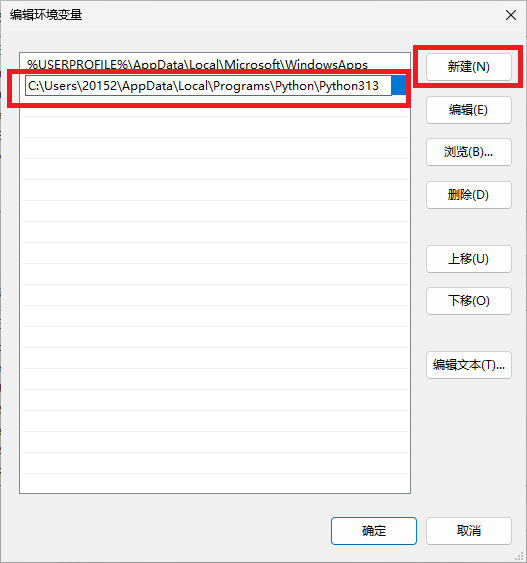 编辑环境变量
%USERPROFILE%\AppData\Local\Microsoft\WindowsApps
C:\Users\20152\AppData\Local\Programs\Python\Python313
新建(N)
编辑(E)
浏览(B)...
删除(D)
上移(U)
下移(O)
编辑文本(T)...
确定
取消